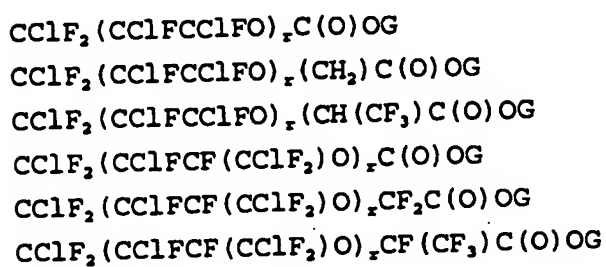 CClF₂(CClFCClFO)ᵣC(O)OG
CClF₂(CClFCClFO)ᵣ(CH₂)C(O)OG
CClF₂(CClFCClFO)ᵣ(CH(CF₃)C(O)OG
CClF₂(CClFCF(CClF₂)O)ᵣC(O)OG
CClF₂(CClFCF(CClF₂)O)ᵣCF₂C(O)OG
CClF₂(CClFCF(CClF₂)O)ᵣCF(CF₃)C(O)OG